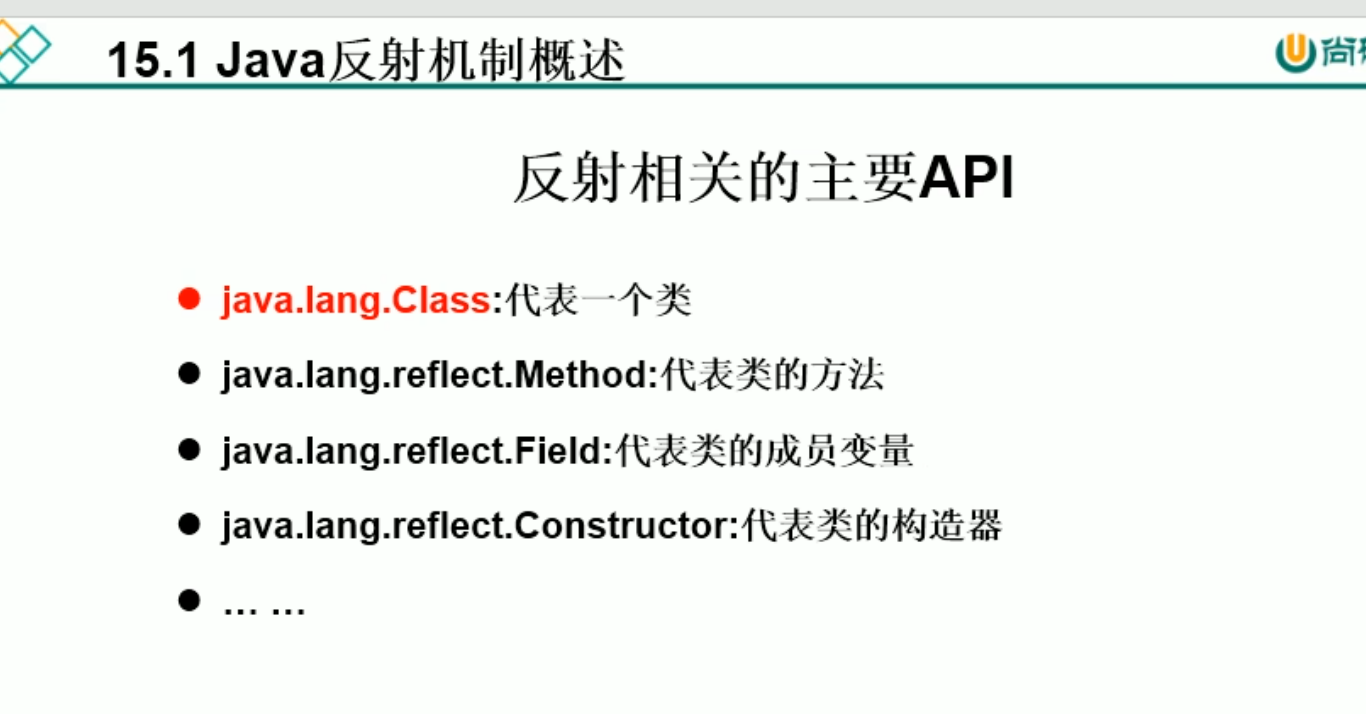 15.1 Java反射机制概述
尚
反射相关的主要API
java.lang.Class:代表一个类
java.lang.reflect.Method:代表类的方法
java.lang.reflect.Field:代表类的成员变量
java.lang.reflect.Constructor:代表类的构造器
... ...